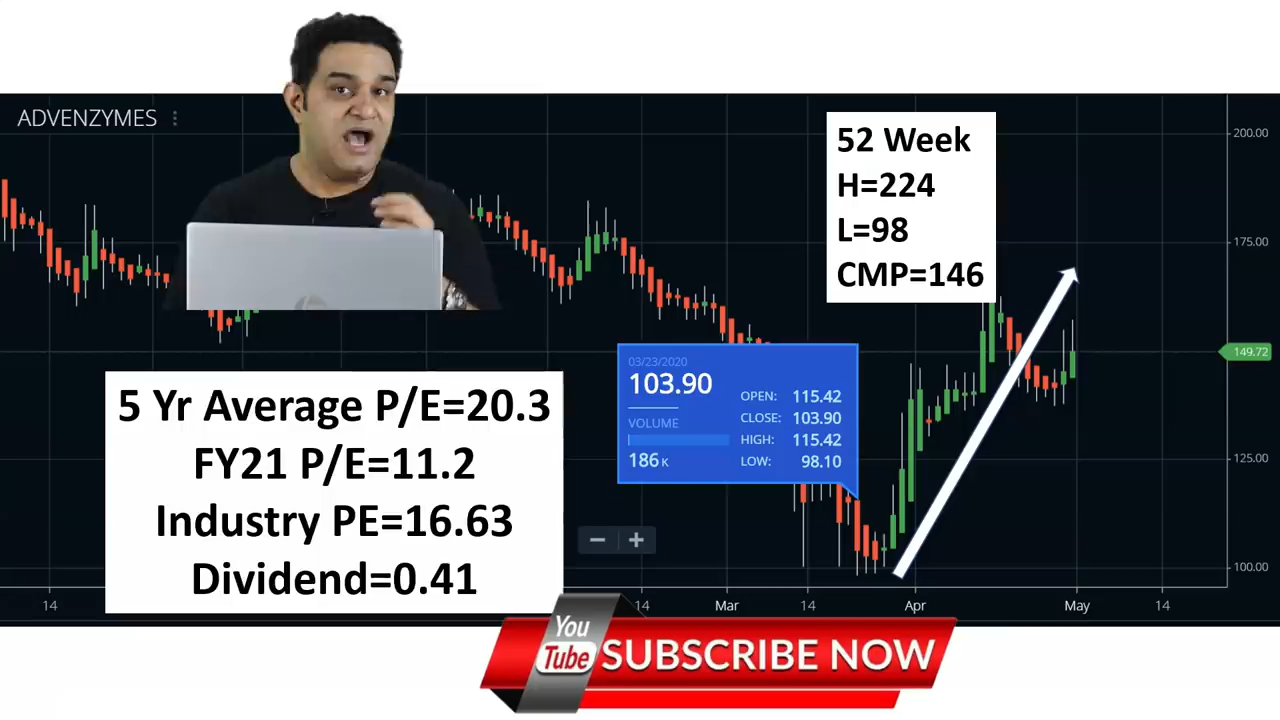 ADVENZYMES
52 Week
H=224
L=98
CMP=146
200.00
175.00
149.72
125.00
100.00
03/23/2020
103.90
VOLUME
186 K
OPEN: 115.42
CLOSE: 103.90
HIGH: 115.42
LOW: 98.10
5 Yr Average P/E=20.3
FY21 P/E=11.2
Industry PE=16.63
Dividend=0.41
14
14
Mar
14
Apr
May
14
You
Tube
SUBSCRIBE NOW